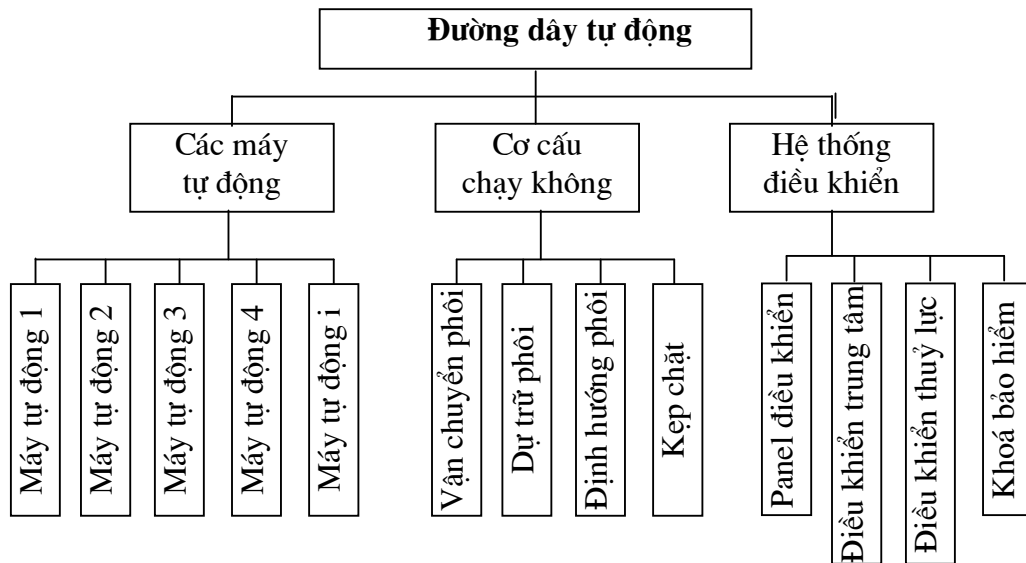 Đường dây tự động
Các máy
tự động
Cơ cấu
chạy không
Hệ thống
điều khiển
Máy tự động 1
Máy tự động 2
Máy tự động 3
Máy tự động 4
Máy tự động i
Vận chuyển phôi
Dự trữ phôi
Định hướng phôi
Kẹp chặt
Panel điều khiển
Điều khiển trung tâm
Điều khiển thuỷ lực
Khoá bảo hiểm